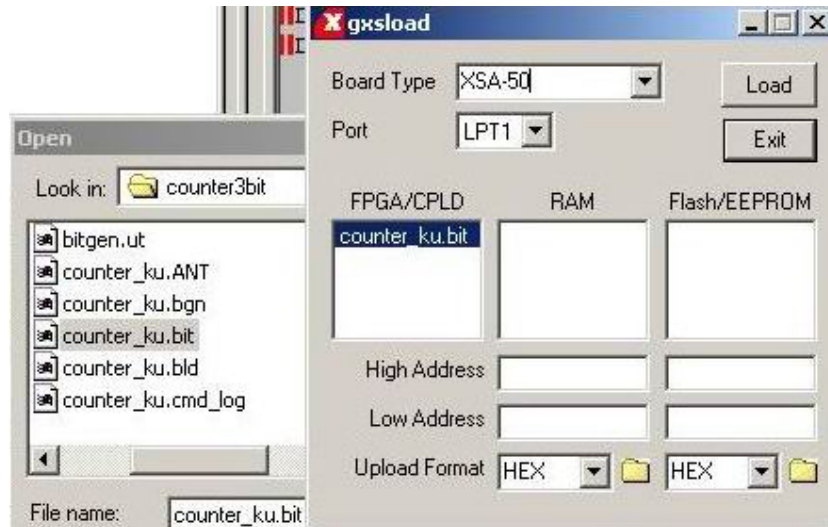 gxsload
Board Type XSA-50 Load
Port LPT1 Exit
FPGA/CPLD RAM Flash/EEPROM
counter_ku.bit
High Address
Low Address
Upload Format HEX HEX
Open
Look in: counter3bit
bitgen.ut
counter_ku.ANT
counter_ku.bgn
counter_ku.bit
counter_ku.bld
counter_ku.cmd_log
File name: counter_ku.bit